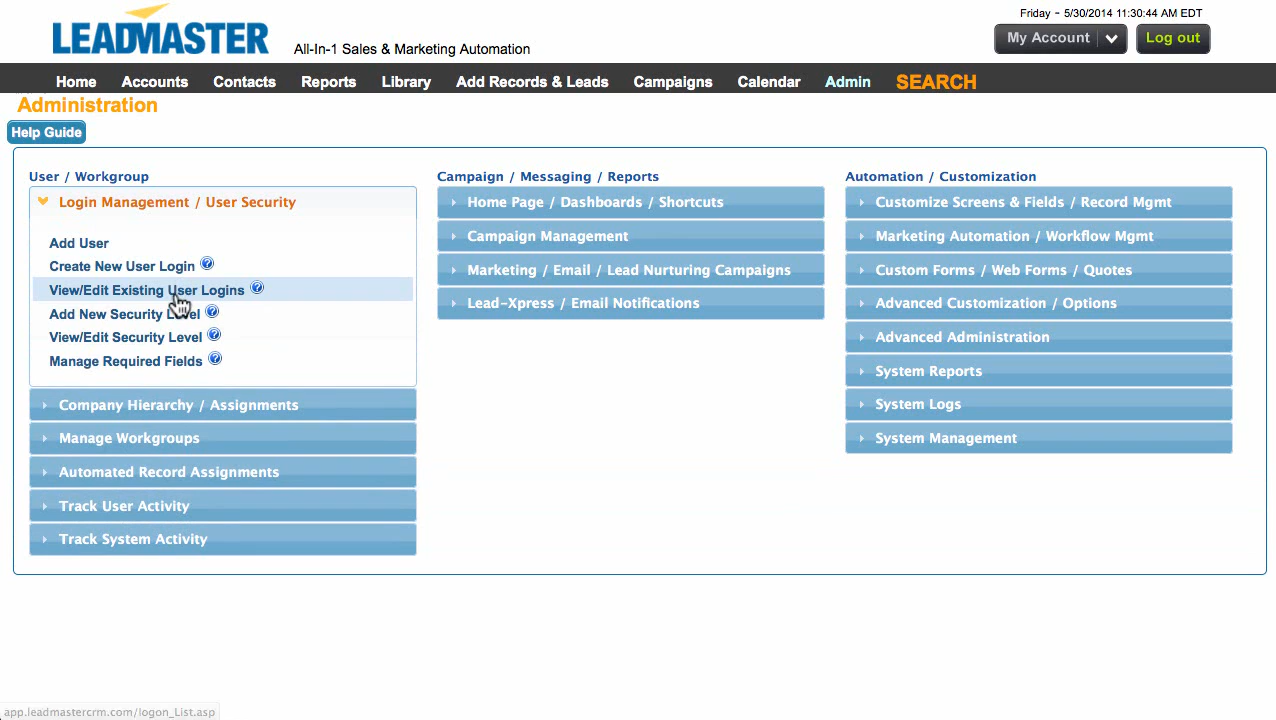 Friday - 5/30/2014 11:30:44 AM EDT
LEADMASTER
All-In-1 Sales & Marketing Automation
My Account
Log out
Home Accounts Contacts Reports Library Add Records & Leads Campaigns Calendar Admin SEARCH
Administration
Help Guide
User / Workgroup
Login Management / User Security
Add User
Create New User Login ?
View/Edit Existing User Logins ?
Add New Security Level ?
View/Edit Security Level ?
Manage Required Fields ?
Company Hierarchy / Assignments
Manage Workgroups
Automated Record Assignments
Track User Activity
Track System Activity
Campaign / Messaging / Reports
Home Page / Dashboards / Shortcuts
Campaign Management
Marketing / Email / Lead Nurturing Campaigns
Lead-Xpress / Email Notifications
Automation / Customization
Customize Screens & Fields / Record Mgmt
Marketing Automation / Workflow Mgmt
Custom Forms / Web Forms / Quotes
Advanced Customization / Options
Advanced Administration
System Reports
System Logs
System Management
app.leadmastercrm.com/logon_List.asp